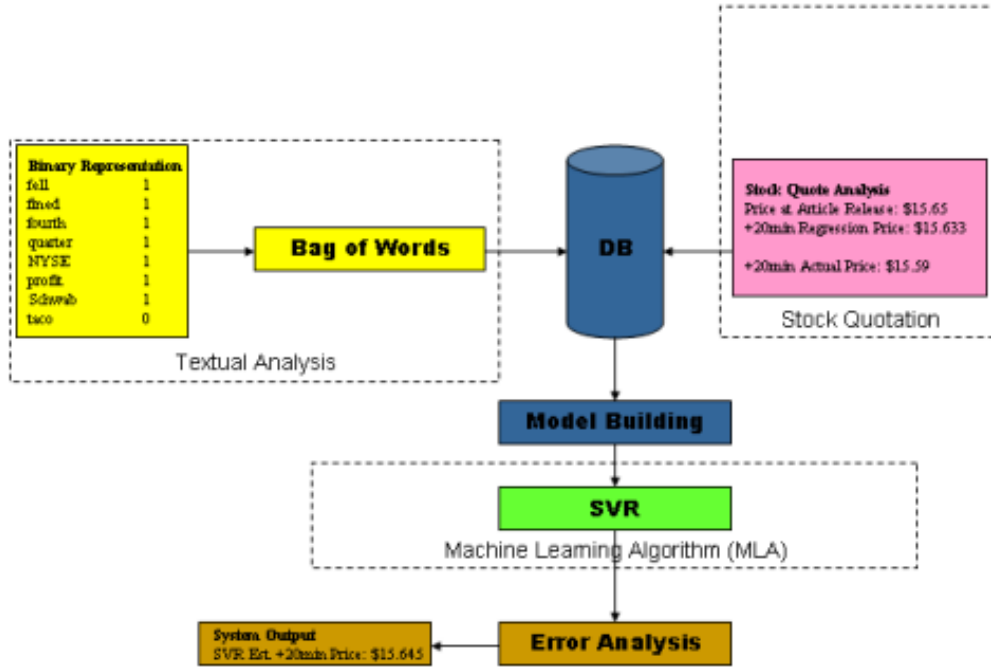 Binary Representation
fell 1
fined 1
fourth 1
quarter 1
NYSE 1
profit 1
Schwab 1
taco 0
Bag of Words
Textual Analysis
DB
Stock Quote Analysis
Price at Article Release: $15.65
+20min Regression Price: $15.633
+20min Actual Price: $15.59
Stock Quotation
Model Building
SVR
Machine Learning Algorithm (MLA)
Error Analysis
System Output
SVR Est. +20min Price: $15.645